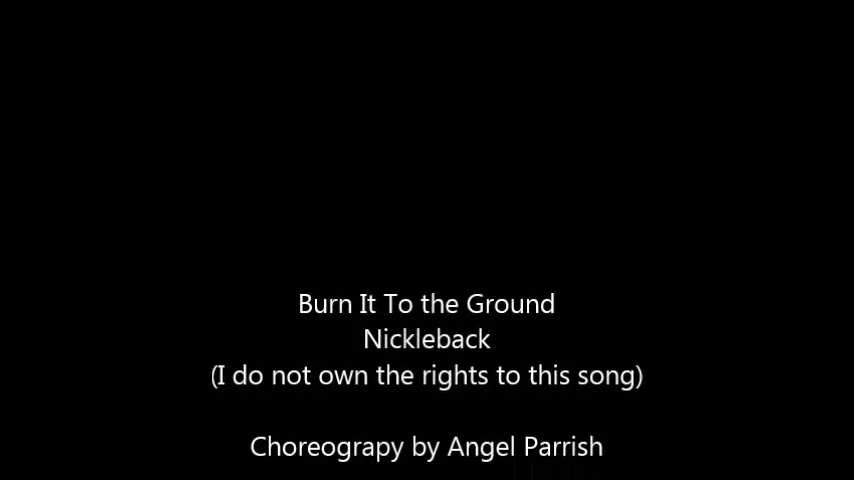 Burn It To the Ground
Nickleback
(I do not own the rights to this song)
Choreograpy by Angel Parrish